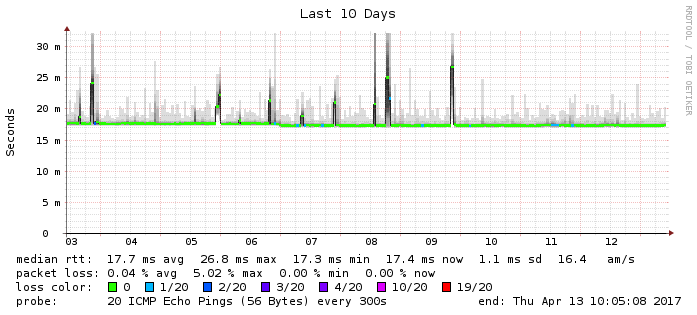 Last 10 Days
RRDTOOL / TOBI OETIKER
Seconds
30 m
25 m
20 m
15 m
10 m
5 m
0
03 04 05 06 07 08 09 10 11 12
median rtt: 17.7 ms avg 26.8 ms max 17.3 ms min 17.4 ms now 1.1 ms sd 16.4 am/s
packet loss: 0.04 % avg 5.02 % max 0.00 % min 0.00 % now
loss color: 0 1/20 2/20 3/20 4/20 10/20 19/20
probe: 20 ICMP Echo Pings (56 Bytes) every 300s end: Thu Apr 13 10:05:08 2017